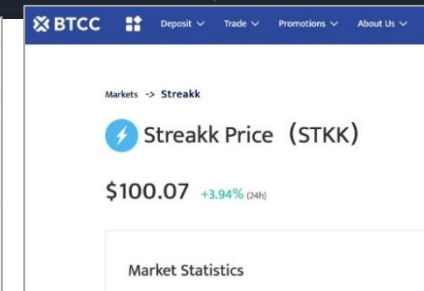 BTCC Deposit Trade Promotions About Us
Markets -> Streakk
Streakk Price (STKK)
$100.07 +3.94% (24h)
Market Statistics